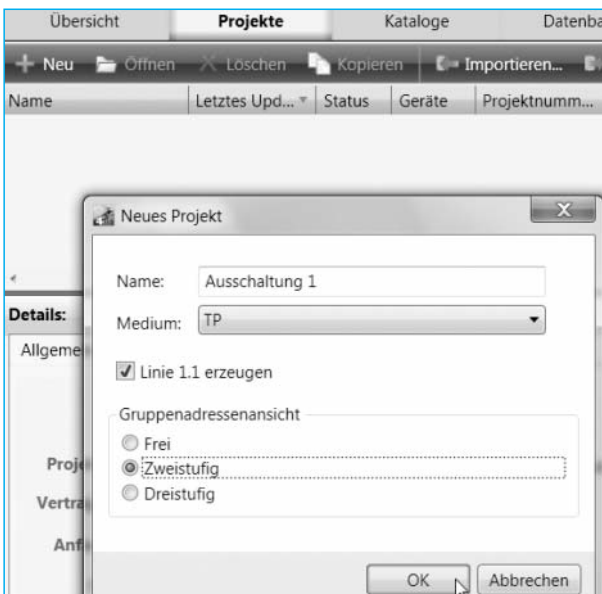 Übersicht Projekte Kataloge Datenba
Neu Öffnen Löschen Kopieren Importieren...
Name Letztes Upd... Status Geräte Projektnumm...
Neues Projekt
Name: Ausschaltung 1
Details:
Medium: TP
Allgeme
Linie 1.1 erzeugen
Gruppenadressenansicht
Frei
Proje
Zweistufig
Dreistufig
Vertra
Anf
OK Abbrechen